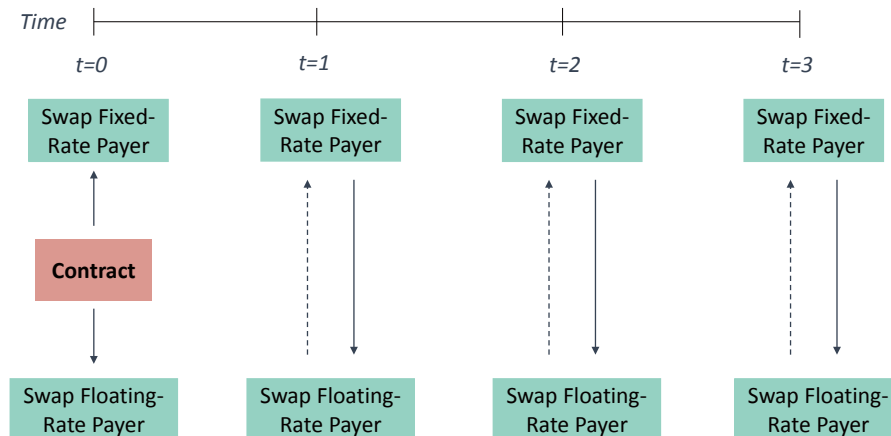 Time
t=0
t=1
t=2
t=3
Swap Fixed-
Rate Payer
Swap Fixed-
Rate Payer
Swap Fixed-
Rate Payer
Swap Fixed-
Rate Payer
Contract
Swap Floating-
Rate Payer
Swap Floating-
Rate Payer
Swap Floating-
Rate Payer
Swap Floating-
Rate Payer